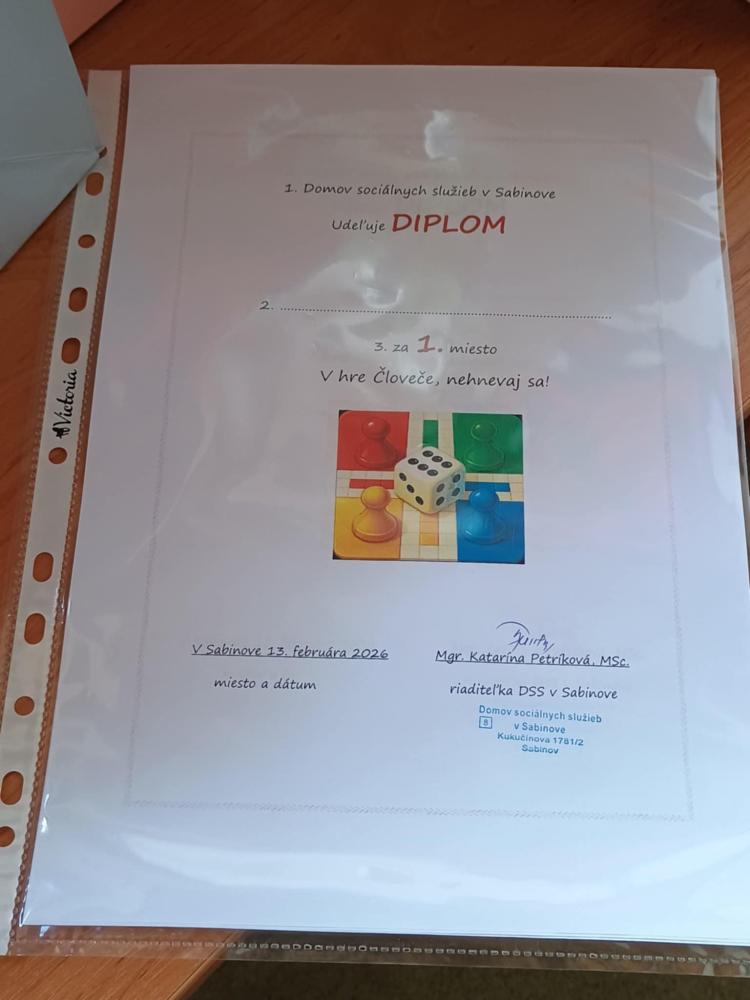 1. Domov sociálnych služieb v Sabinove
Udeľuje DIPLOM
2. ........................................................................................
3. za 1. miesto
V hre Človeče, nehnevaj sa!
V Sabinove 13. februára 2026
miesto a dátum
Mgr. Katarína Petríková, MSc.
riaditeľka DSS v Sabinove
Domov sociálnych služieb
8 v Sabinove
Kukučínova 1781/2
Sabinov
Victoria